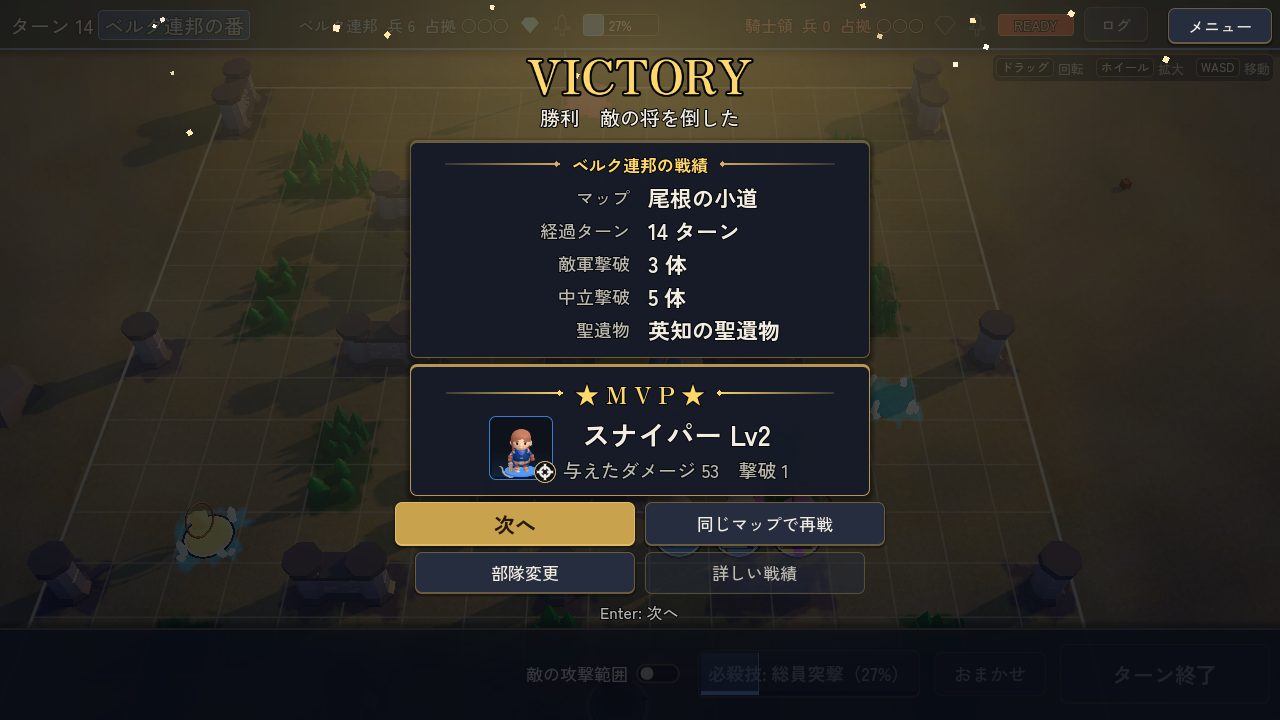 ターン 14 ベルク連邦の番 ベルク連邦 兵 6 占拠 27% 騎士領 兵 0 占拠 READY ログ メニュー
ドラッグ 回転 ホイール 拡大 WASD 移動
VICTORY
勝利 敵の将を倒した
ベルク連邦の戦績
マップ 尾根の小道
経過ターン 14 ターン
敵軍撃破 3 体
中立撃破 5 体
聖遺物 英知の聖遺物
★ M V P ★
スナイパー Lv2
与えたダメージ 53 撃破 1
次へ 同じマップで再戦
部隊変更 詳しい戦績
Enter: 次へ
敵の攻撃範囲 必殺技: 総員突撃（27%） おまかせ ターン終了